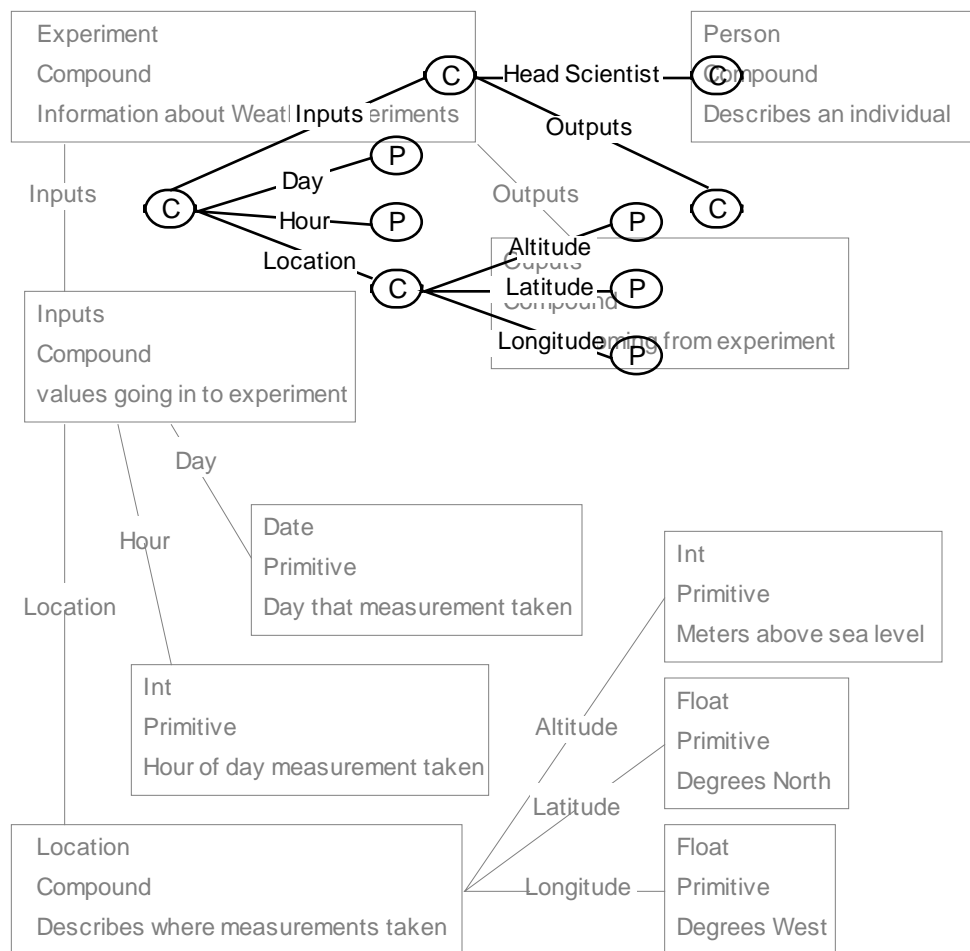 Experiment
Compound
Information about Weat eriments
Person
Compound
Describes an individual
C
Head Scientist
C
Inputs
Outputs
P
Day
Inputs
Outputs
C
Hour
P
P
C
Altitude
Location
Ouputs
C
Latitude
P
Compound
Longitude
P
oming from experiment
Inputs
Compound
values going in to experiment
Day
Hour
Date
Primitive
Day that measurement taken
Location
Int
Primitive
Meters above sea level
Int
Primitive
Hour of day measurement taken
Altitude
Float
Primitive
Degrees North
Latitude
Location
Compound
Describes where measurements taken
Longitude
Float
Primitive
Degrees West